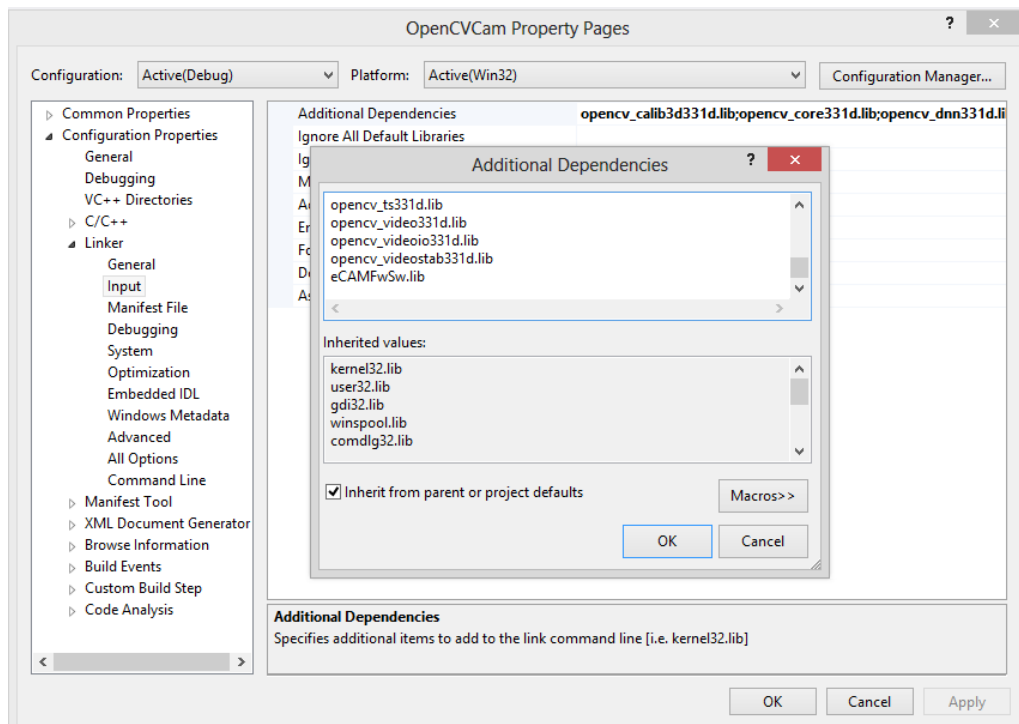 OpenCVCam Property Pages
? ×
Configuration: Active(Debug) Platform: Active(Win32) Configuration Manager...
Common Properties
Configuration Properties
General
Debugging
VC++ Directories
C/C++
Linker
General
Input
Manifest File
Debugging
System
Optimization
Embedded IDL
Windows Metadata
Advanced
All Options
Command Line
Manifest Tool
XML Document Generator
Browse Information
Build Events
Custom Build Step
Code Analysis
Additional Dependencies opencv_calib3d331d.lib;opencv_core331d.lib;opencv_dnn331d.li
Ignore All Default Libraries
Ig
M
A
Er
Fo
D
As
Additional Dependencies
? ×
opencv_ts331d.lib
opencv_video331d.lib
opencv_videoio331d.lib
opencv_videostab331d.lib
eCAMFwSw.lib
Inherited values:
kernel32.lib
user32.lib
gdi32.lib
winspool.lib
comdlg32.lib
Inherit from parent or project defaults
Macros>>
OK Cancel
Additional Dependencies
Specifies additional items to add to the link command line [i.e. kernel32.lib]
OK Cancel Apply